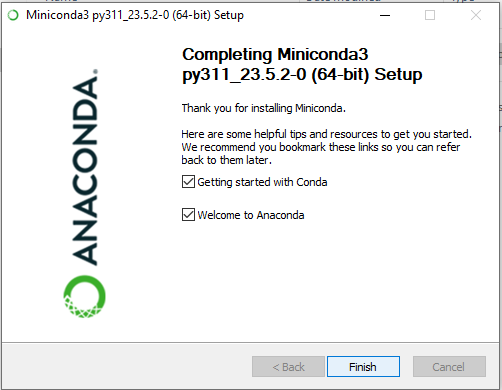 Miniconda3 py311_23.5.2-0 (64-bit) Setup
Completing Miniconda3
py311_23.5.2-0 (64-bit) Setup
Thank you for installing Miniconda.
Here are some helpful tips and resources to get you started.
We recommend you bookmark these links so you can refer
back to them later.
Getting started with Conda
Welcome to Anaconda
ANACONDA.
< Back
Finish
Cancel